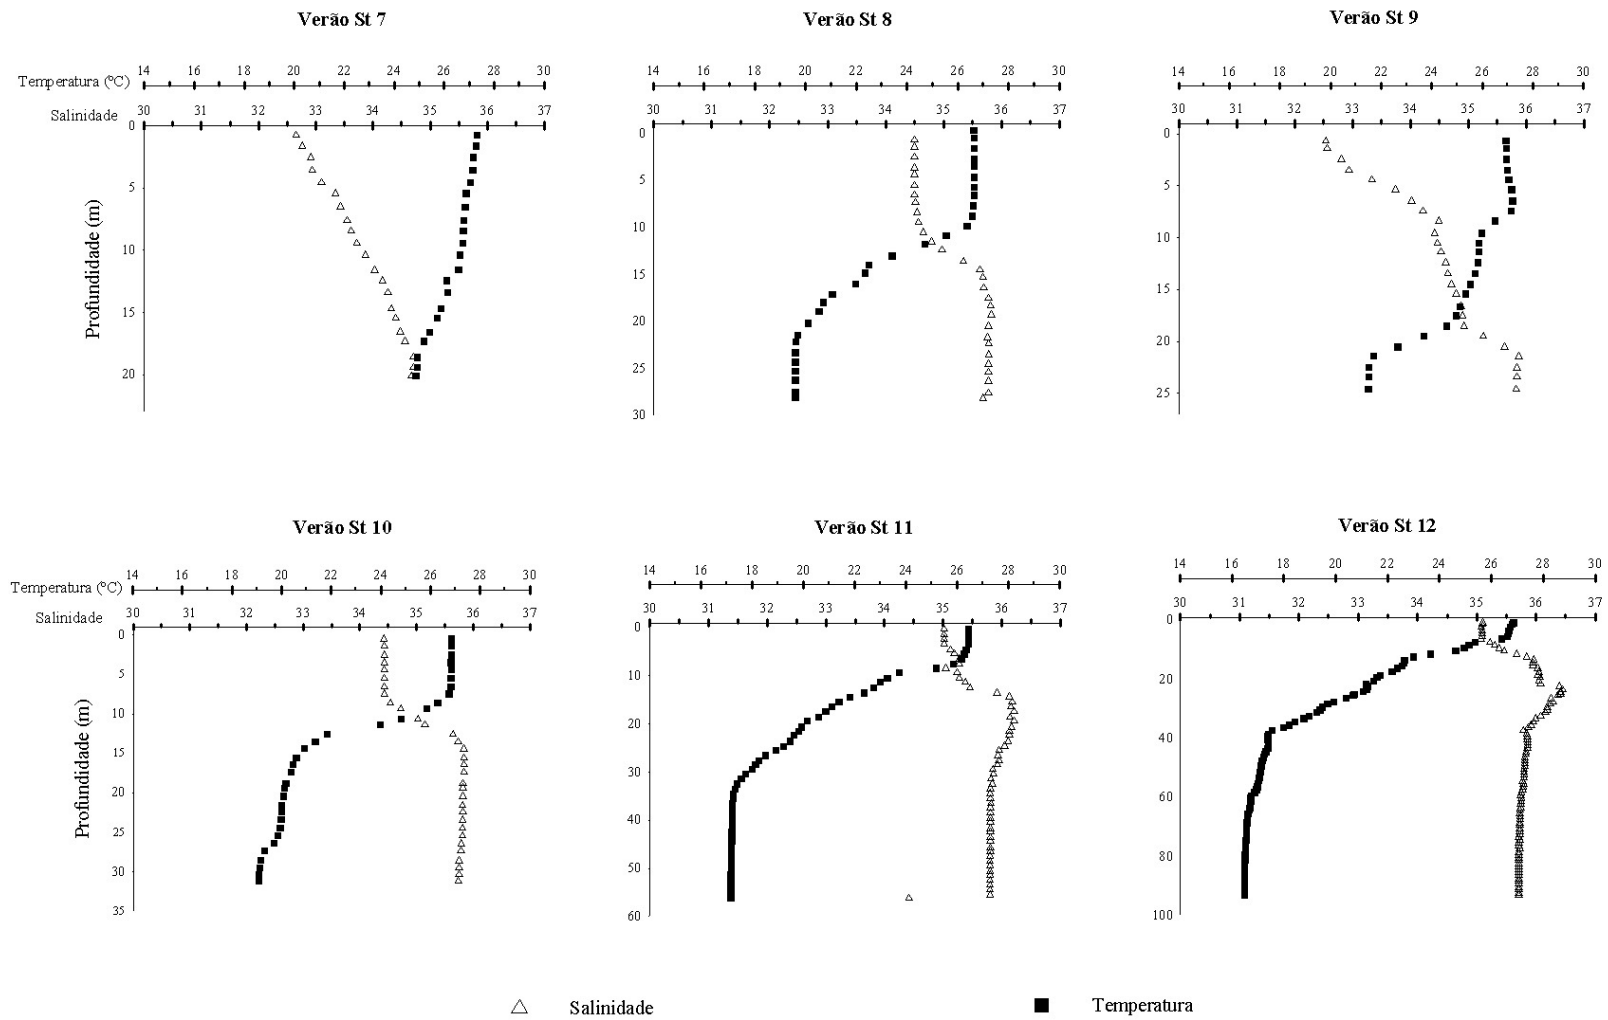 Verão St 7
Verão St 8
Verão St 9
Temperatura (ºC)
14 16 18 20 22 24 26 28 30
14 16 18 20 22 24 26 28 30
14 16 18 20 22 24 26 28 30
Salinidade
30 31 32 33 34 35 36 37
30 31 32 33 34 35 36 37
30 31 32 33 34 35 36 37
Profundidade (m)
0
5
10
15
20
0
5
10
15
20
25
30
0
5
10
15
20
25
Verão St 10
Verão St 11
Verão St 12
Temperatura (ºC)
14 16 18 20 22 24 26 28 30
14 16 18 20 22 24 26 28 30
14 16 18 20 22 24 26 28 30
Salinidade
30 31 32 33 34 35 36 37
30 31 32 33 34 35 36 37
30 31 32 33 34 35 36 37
Profundidade (m)
0
5
10
15
20
25
30
35
0
10
20
30
40
50
60
0
20
20
40
60
80
100
Salinidade
Temperatura